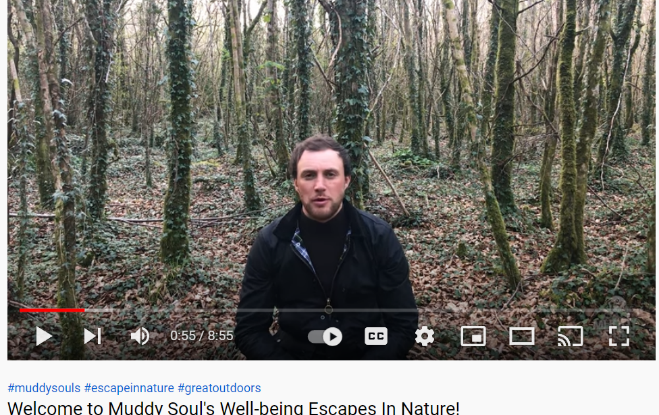 0:55 / 8:55
CC
#muddysouls #escapeinnature #greatoutdoors
Welcome to Muddy Soul's Well-being Escapes In Nature!